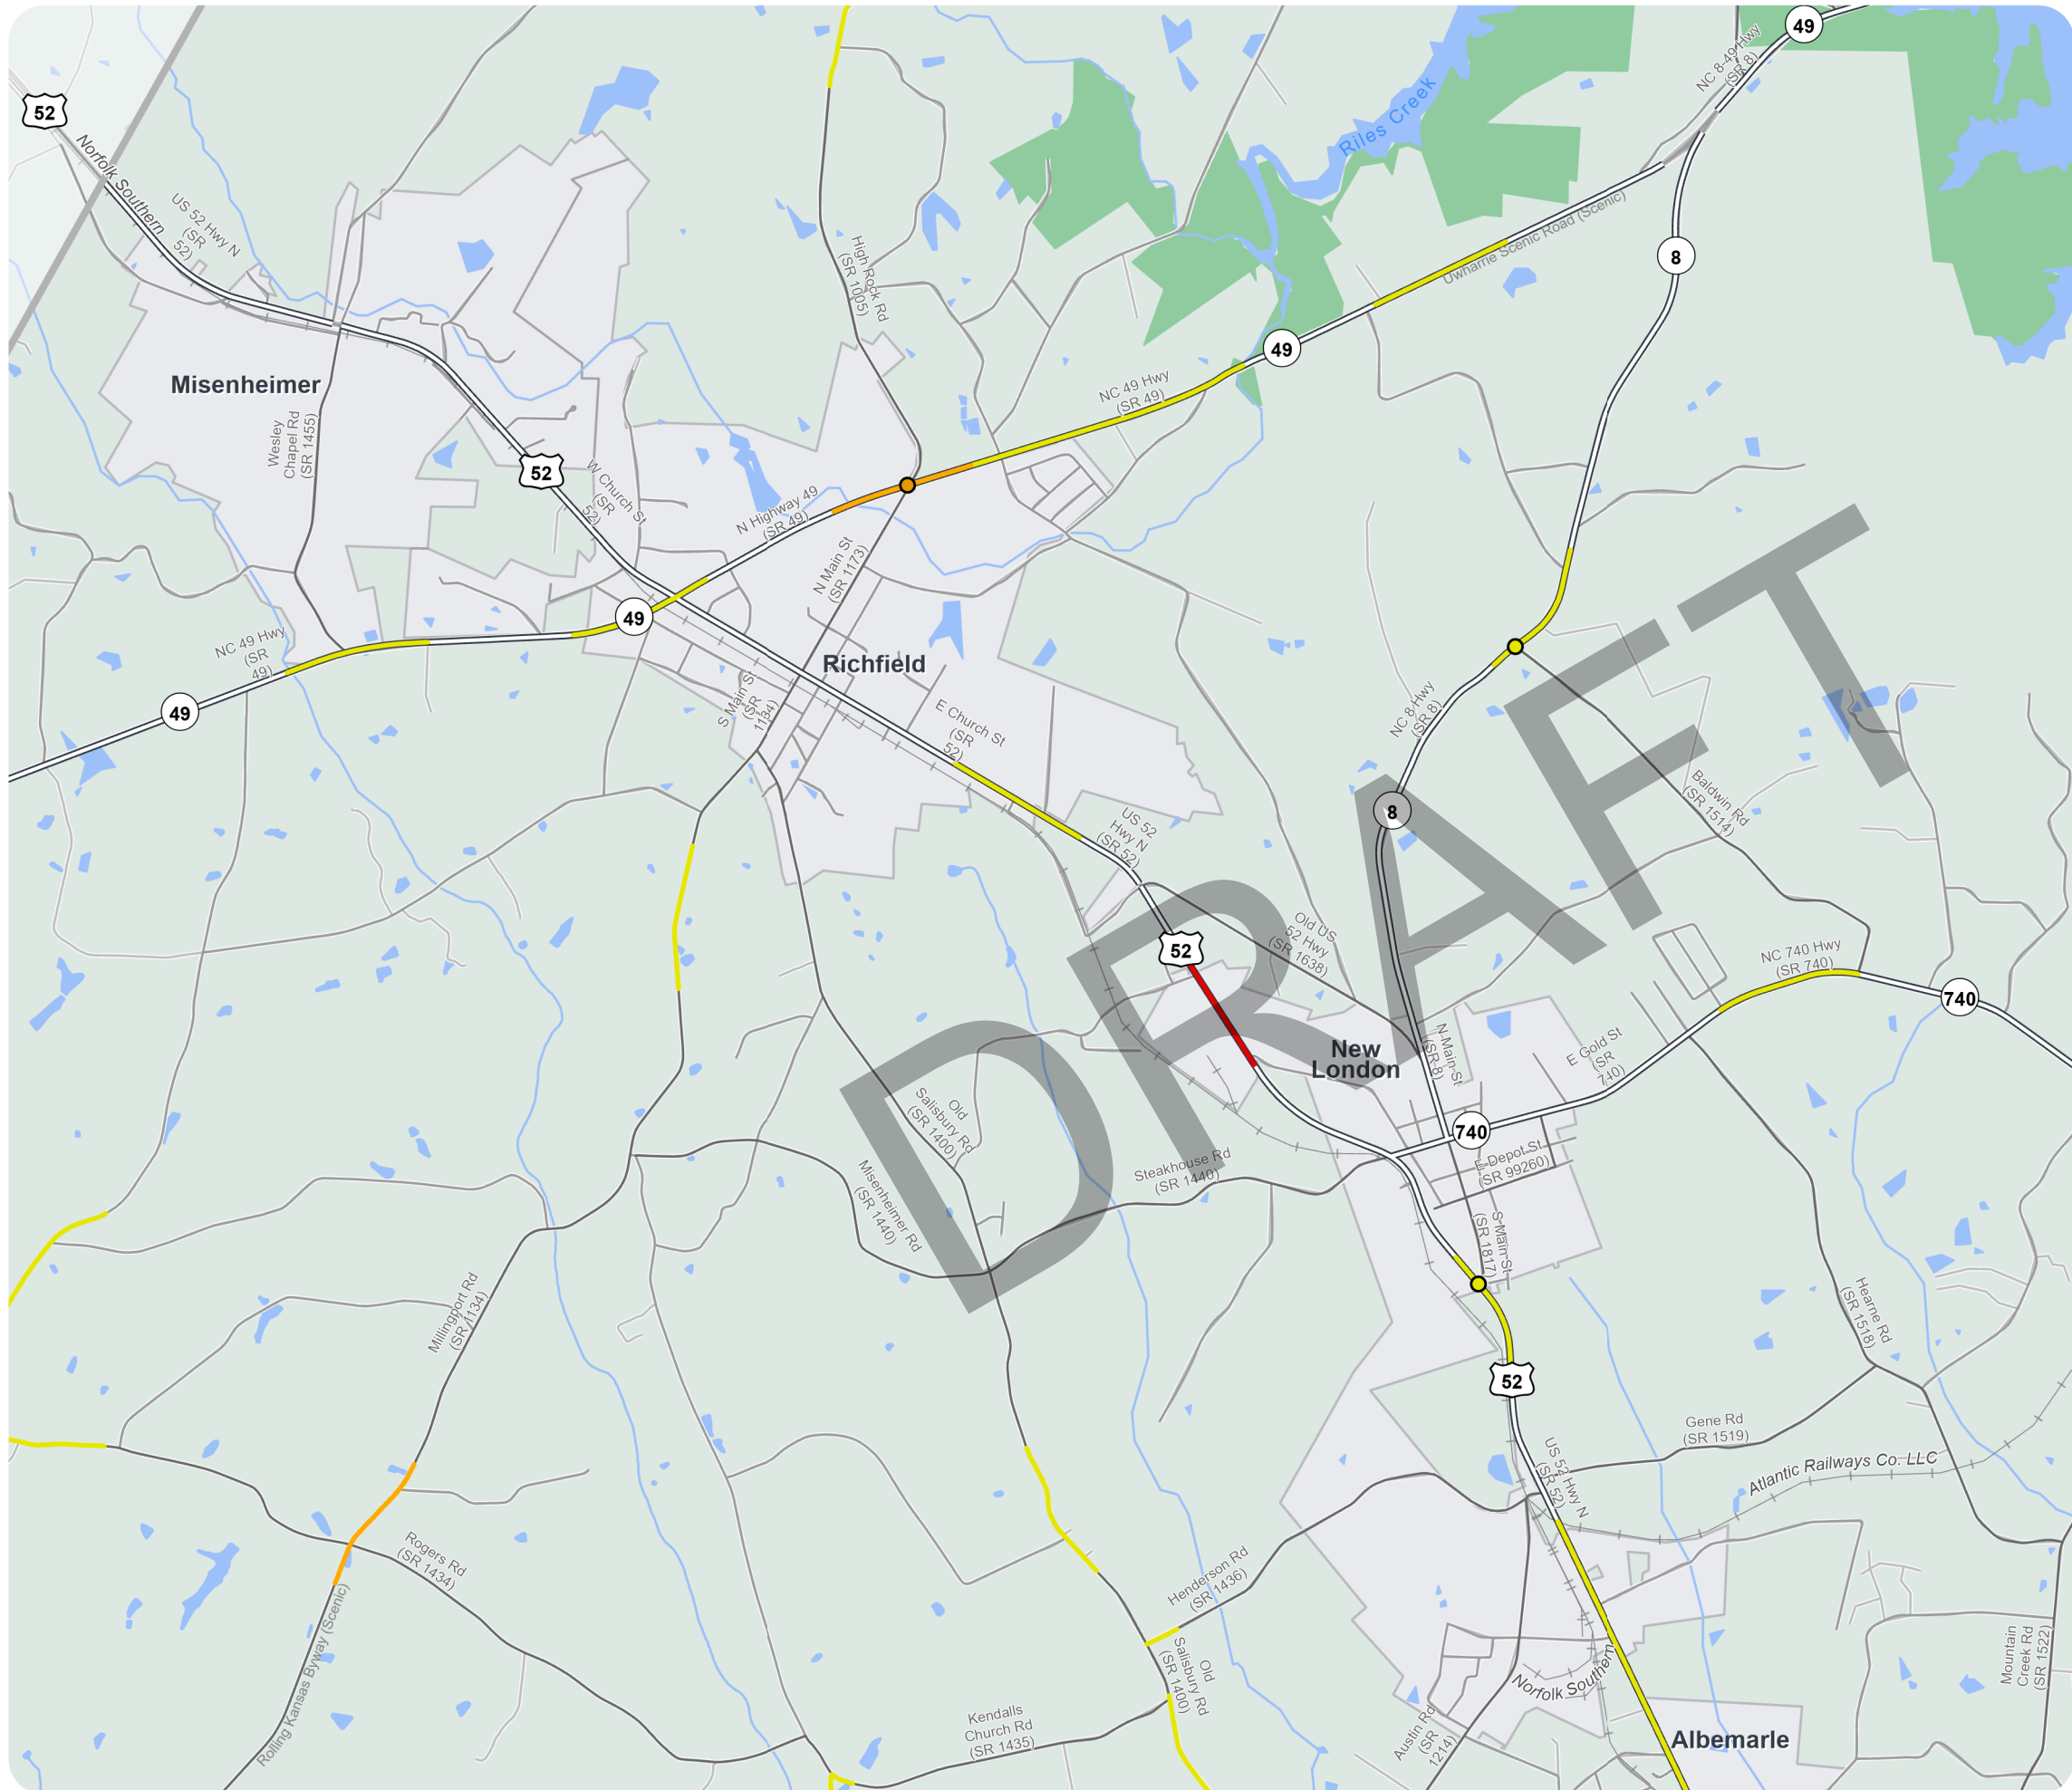 49
NC 8-49 Hwy
(SR 8)
52
Norfolk Southern
Riles Creek
US 52 Hwy N
(SR
52)
High Rock Rd
(SR 1005)
Uwharrie Scenic Road (Scenic)
8
49
Misenheimer
NC 49 Hwy
(SR 49)
Wesley
Chapel Rd
(SR 1455)
52
W Church St
(SR
52)
N Highway 49
(SR 49)
N Main St
(SR 1173)
49
NC 49 Hwy
(SR
49)
49
Richfield
S Main St
(SR
1134)
E Church St
(SR
52)
NC 8 Hwy
(SR 8)
8
Baldwin Rd
(SR 1514)
US 52
Hwy N
(SR 52)
DRAFT
Old US
52 Hwy
(SR 1638)
52
NC 740 Hwy
(SR 740)
740
New
London
N Main St
(SR 8)
E Gold St
(SR
740)
Old
Salisbury Rd
(SR 1400)
740
Misenheimer Rd
(SR 1440)
Steakhouse Rd
(SR 1440)
E Depot St
(SR 99260)
S Main St
(SR 1817)
Millingport Rd
(SR 1134)
Hearne Rd
(SR 1518)
52
Gene Rd
(SR 1519)
US 52 Hwy N
(SR 52)
Atlantic Railways Co. LLC
Rogers Rd
(SR 1434)
Henderson Rd
(SR 1436)
Rolling Kansas Byway (Scenic)
Old
Salisbury Rd
(SR 1400)
Norfolk Southern
Mountain
Creek Rd
(SR 1522)
Kendalls
Church Rd
(SR 1435)
Austin Rd
(SR
1214)
Albemarle